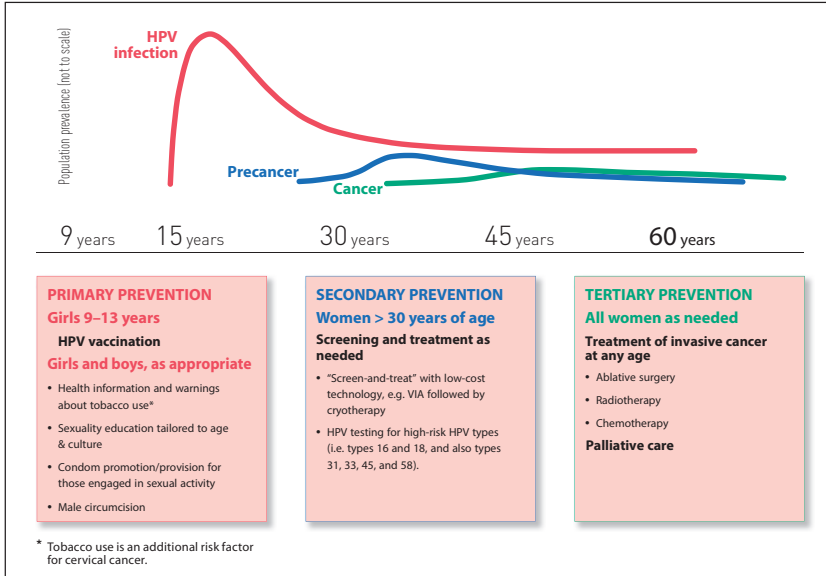 Population prevalence (not to scale)
HPV
infection
Precancer
Cancer
9 years 15 years 30 years 45 years 60 years
PRIMARY PREVENTION
Girls 9–13 years
HPV vaccination
Girls and boys, as appropriate
• Health information and warnings
about tobacco use*
• Sexuality education tailored to age
& culture
• Condom promotion/provision for
those engaged in sexual activity
• Male circumcision
SECONDARY PREVENTION
Women > 30 years of age
Screening and treatment as
needed
• “Screen-and-treat” with low-cost
technology, e.g. VIA followed by
cryotherapy
• HPV testing for high-risk HPV types
(i.e. types 16 and 18, and also types
31, 33, 45, and 58).
TERTIARY PREVENTION
All women as needed
Treatment of invasive cancer
at any age
• Ablative surgery
• Radiotherapy
• Chemotherapy
Palliative care
* Tobacco use is an additional risk factor
for cervical cancer.